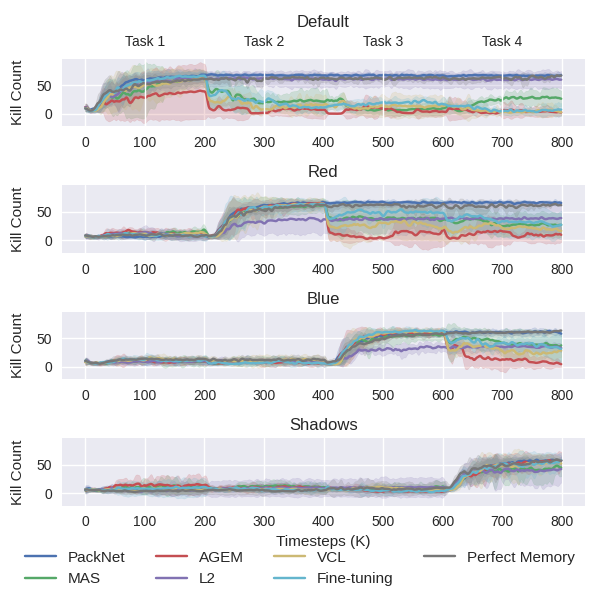 Default
Task 1 Task 2 Task 3 Task 4
Kill Count
50
0
0 100 200 300 400 500 600 700 800
Red
Kill Count
50
0
0 100 200 300 400 500 600 700 800
Blue
Kill Count
50
0
0 100 200 300 400 500 600 700 800
Shadows
Kill Count
50
0
0 100 200 300 400 500 600 700 800
Timesteps (K)
PackNet AGEM VCL Perfect Memory
MAS L2 Fine-tuning